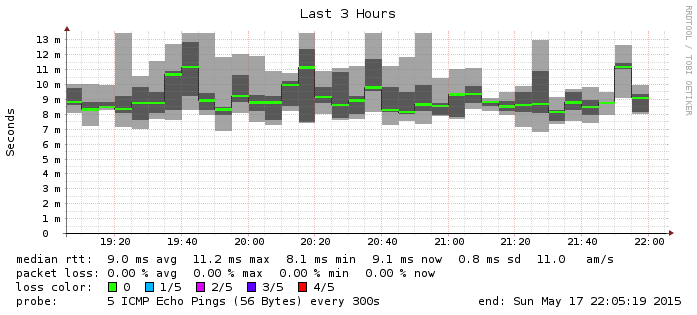 Last 3 Hours
RRDTOOL / TOBI OETIKER
Seconds
13 m
12 m
11 m
10 m
9 m
8 m
7 m
6 m
5 m
4 m
3 m
2 m
1 m
0
19:20 19:40 20:00 20:20 20:40 21:00 21:20 21:40 22:00
median rtt: 9.0 ms avg 11.2 ms max 8.1 ms min 9.1 ms now 0.8 ms sd 11.0 am/s
packet loss: 0.00 % avg 0.00 % max 0.00 % min 0.00 % now
loss color: 0 1/5 2/5 3/5 4/5
probe: 5 ICMP Echo Pings (56 Bytes) every 300s end: Sun May 17 22:05:19 2015